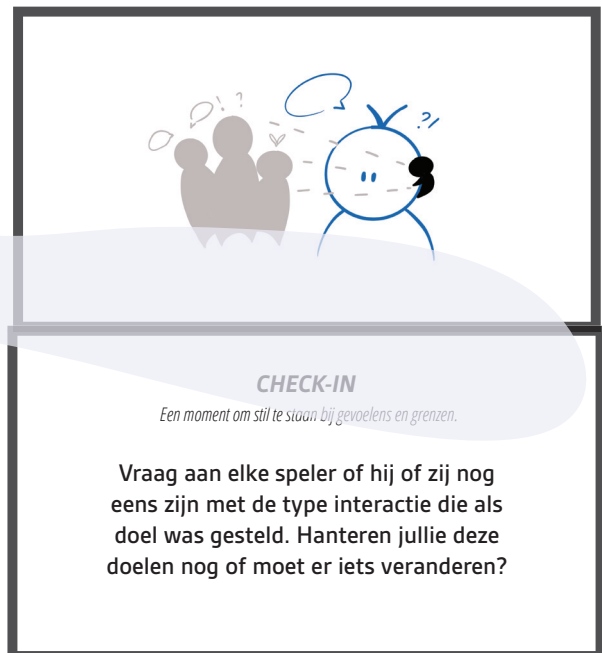 ! ?
?!
CHECK-IN
Een moment om stil te staan bij gevoelens en grenzen.
Vraag aan elke speler of hij of zij nog
eens zijn met de type interactie die als
doel was gesteld. Hanteren jullie deze
doelen nog of moet er iets veranderen?